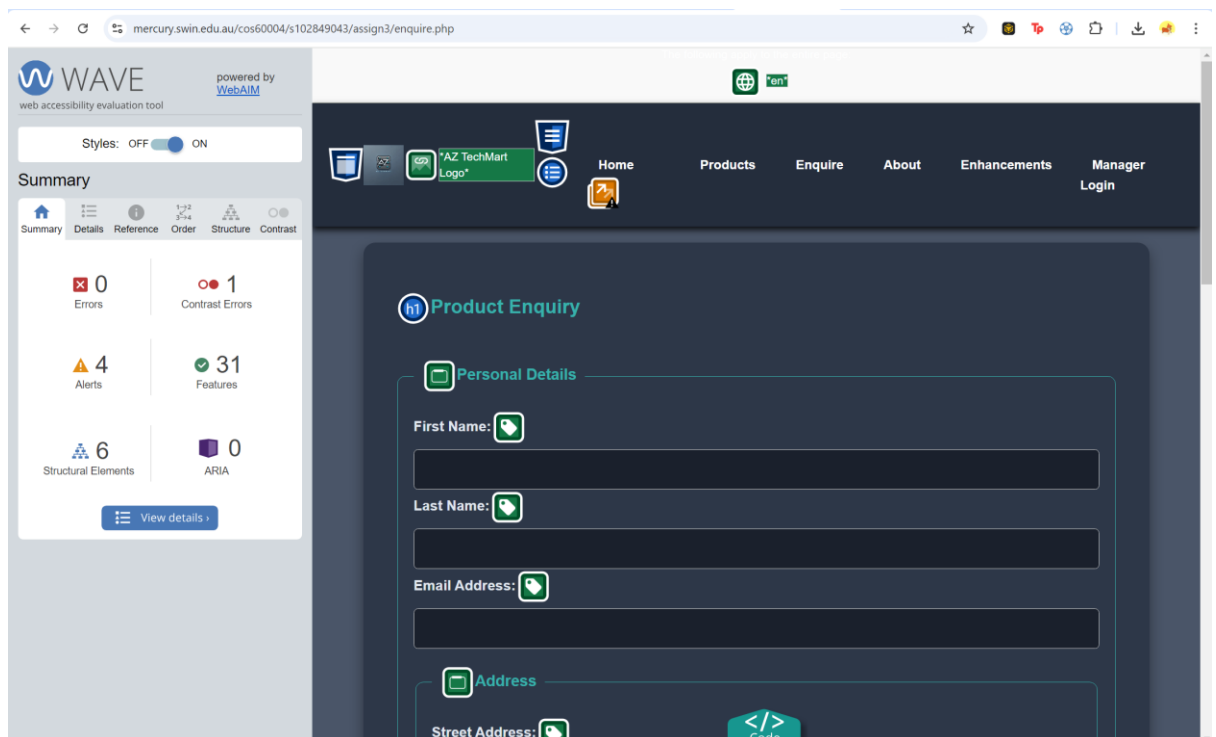 mercury.swin.edu.au/cos60004/s102849043/assign3/enquire.php
Tp
WAVE
web accessibility evaluation tool
powered by
WebAIM
Styles: OFF ON
Summary
Summary Details Reference Order Structure Contrast
0
Errors
1
Contrast Errors
4
Alerts
31
Features
6
Structural Elements
0
ARIA
View details ›
*en*
AZ
*AZ TechMart
Logo*
Home Products Enquire About Enhancements Manager
Login
h1 Product Enquiry
Personal Details
First Name:
Last Name:
Email Address:
Address
Street Address:
</>
Code